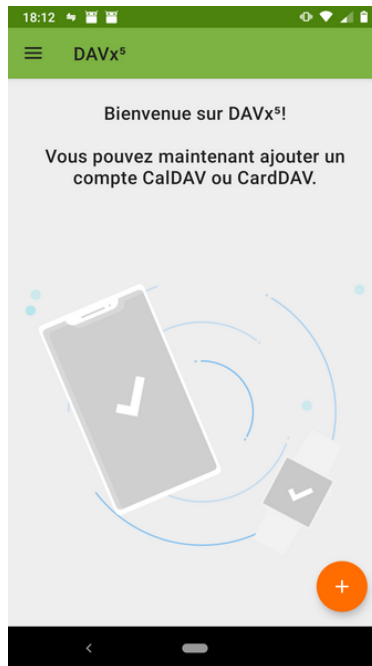 18:12
DAVx⁵
Bienvenue sur DAVx⁵!
Vous pouvez maintenant ajouter un
compte CalDAV ou CardDAV.